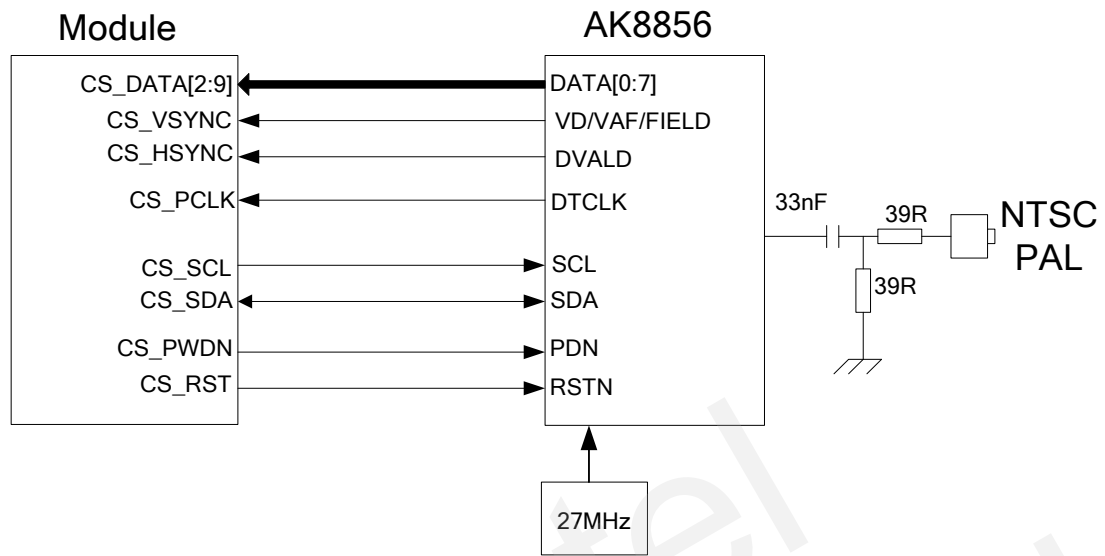 Module
AK8856
CS_DATA[2:9]
DATA[0:7]
CS_VSYNC
VD/VAF/FIELD
CS_HSYNC
DVALD
CS_PCLK
DTCLK
33nF
39R
NTSC
PAL
39R
CS_SCL
SCL
CS_SDA
SDA
CS_PWDN
PDN
CS_RST
RSTN
27MHz